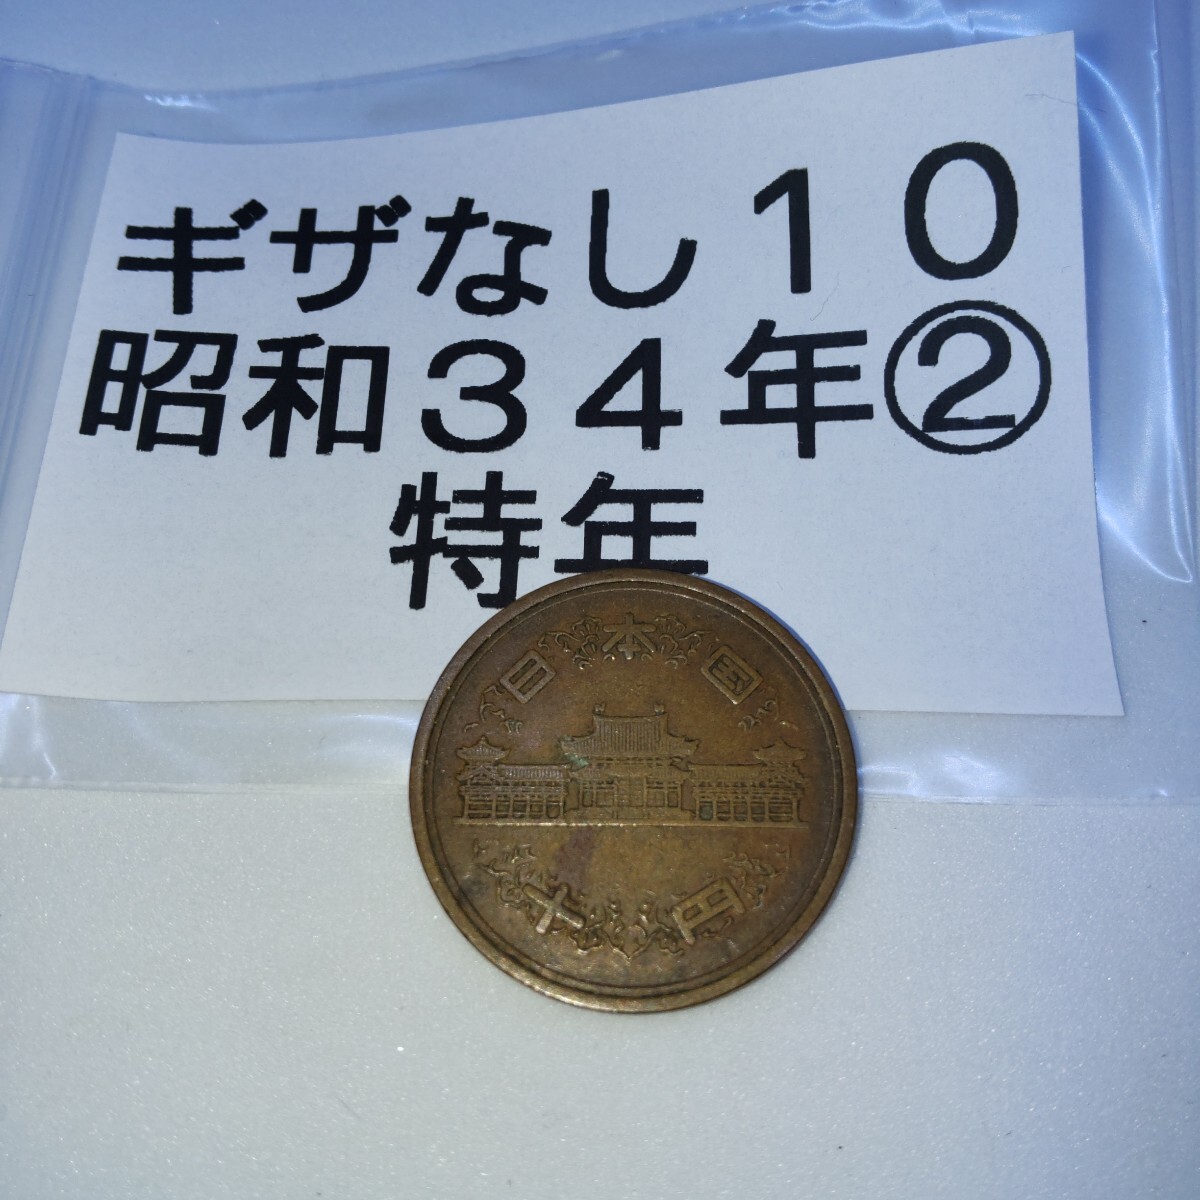 ギザなし１０
昭和３４年②
特年
日本国
十円